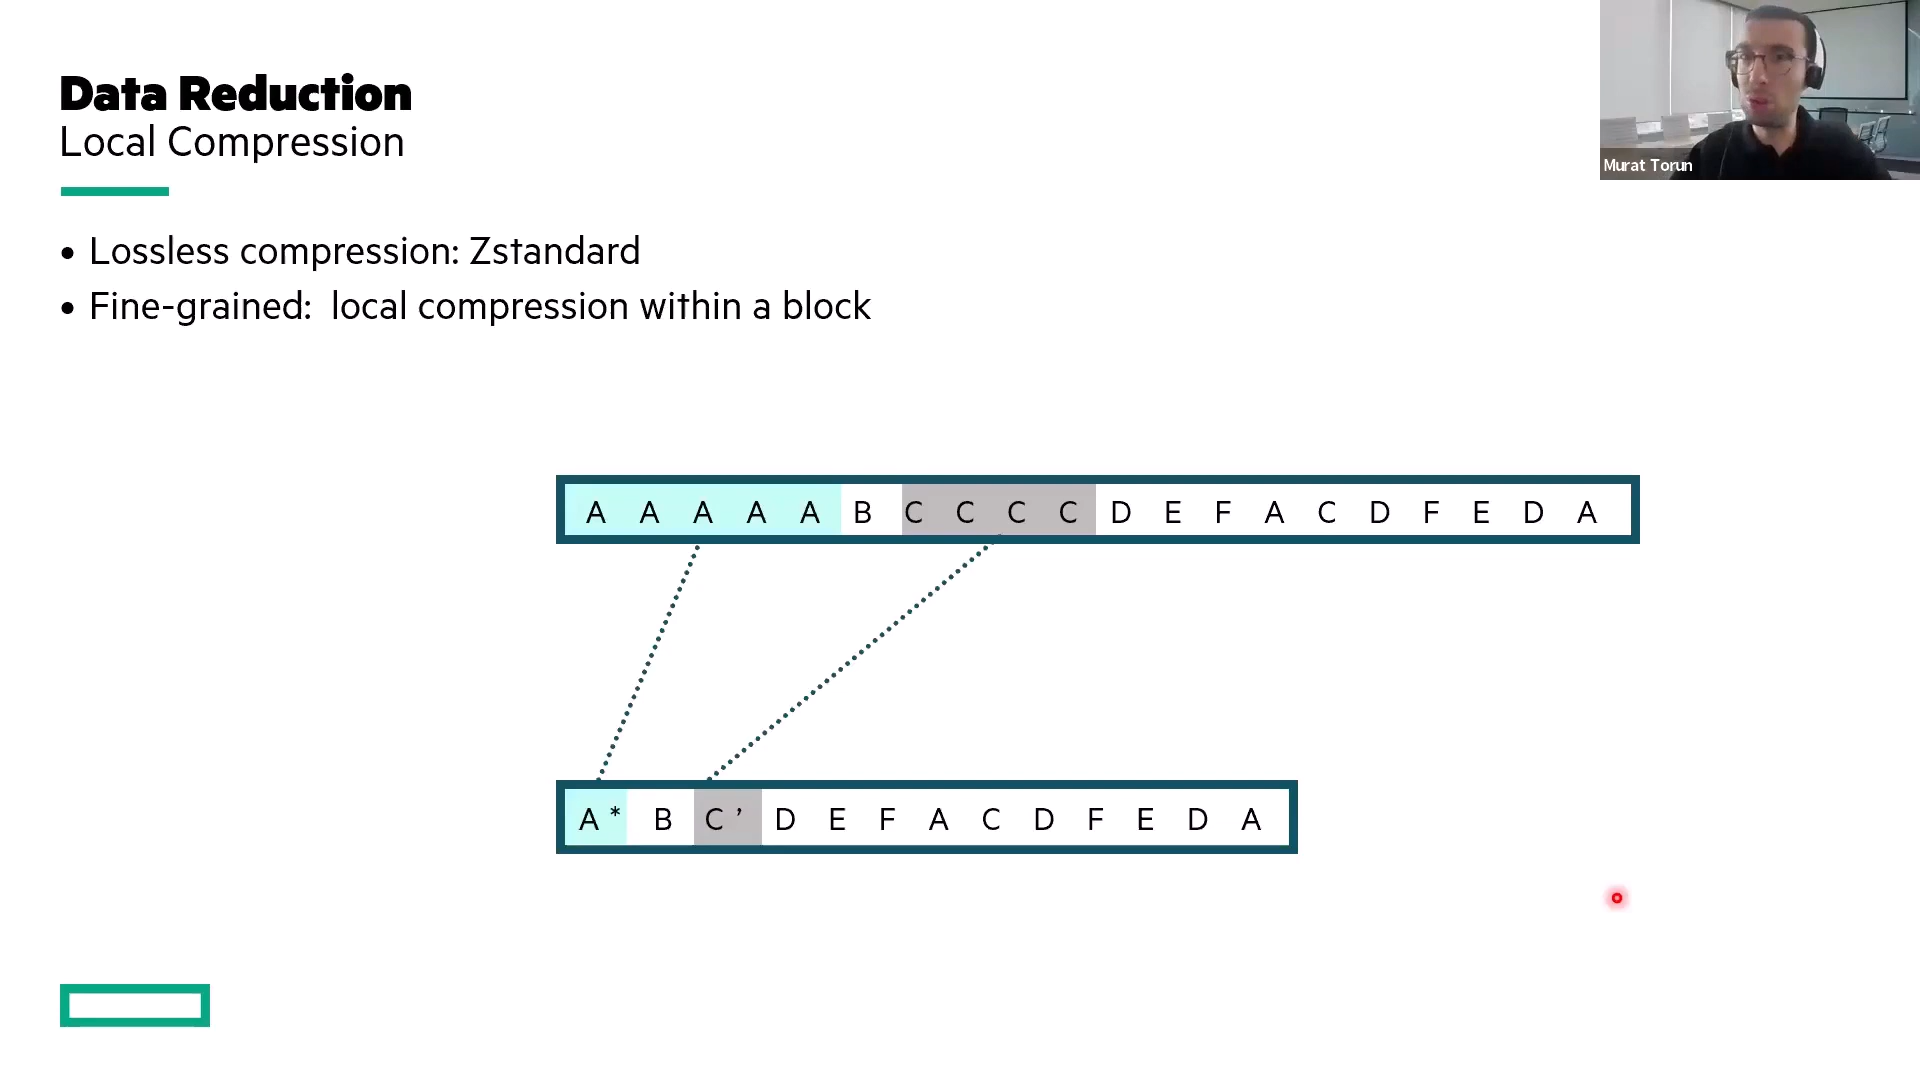 Data Reduction
Local Compression
Murat Torun
• Lossless compression: Zstandard
• Fine-grained: local compression within a block
A A A A A B C C C C D E F A C D F E D A
A * B C ’ D E F A C D F E D A